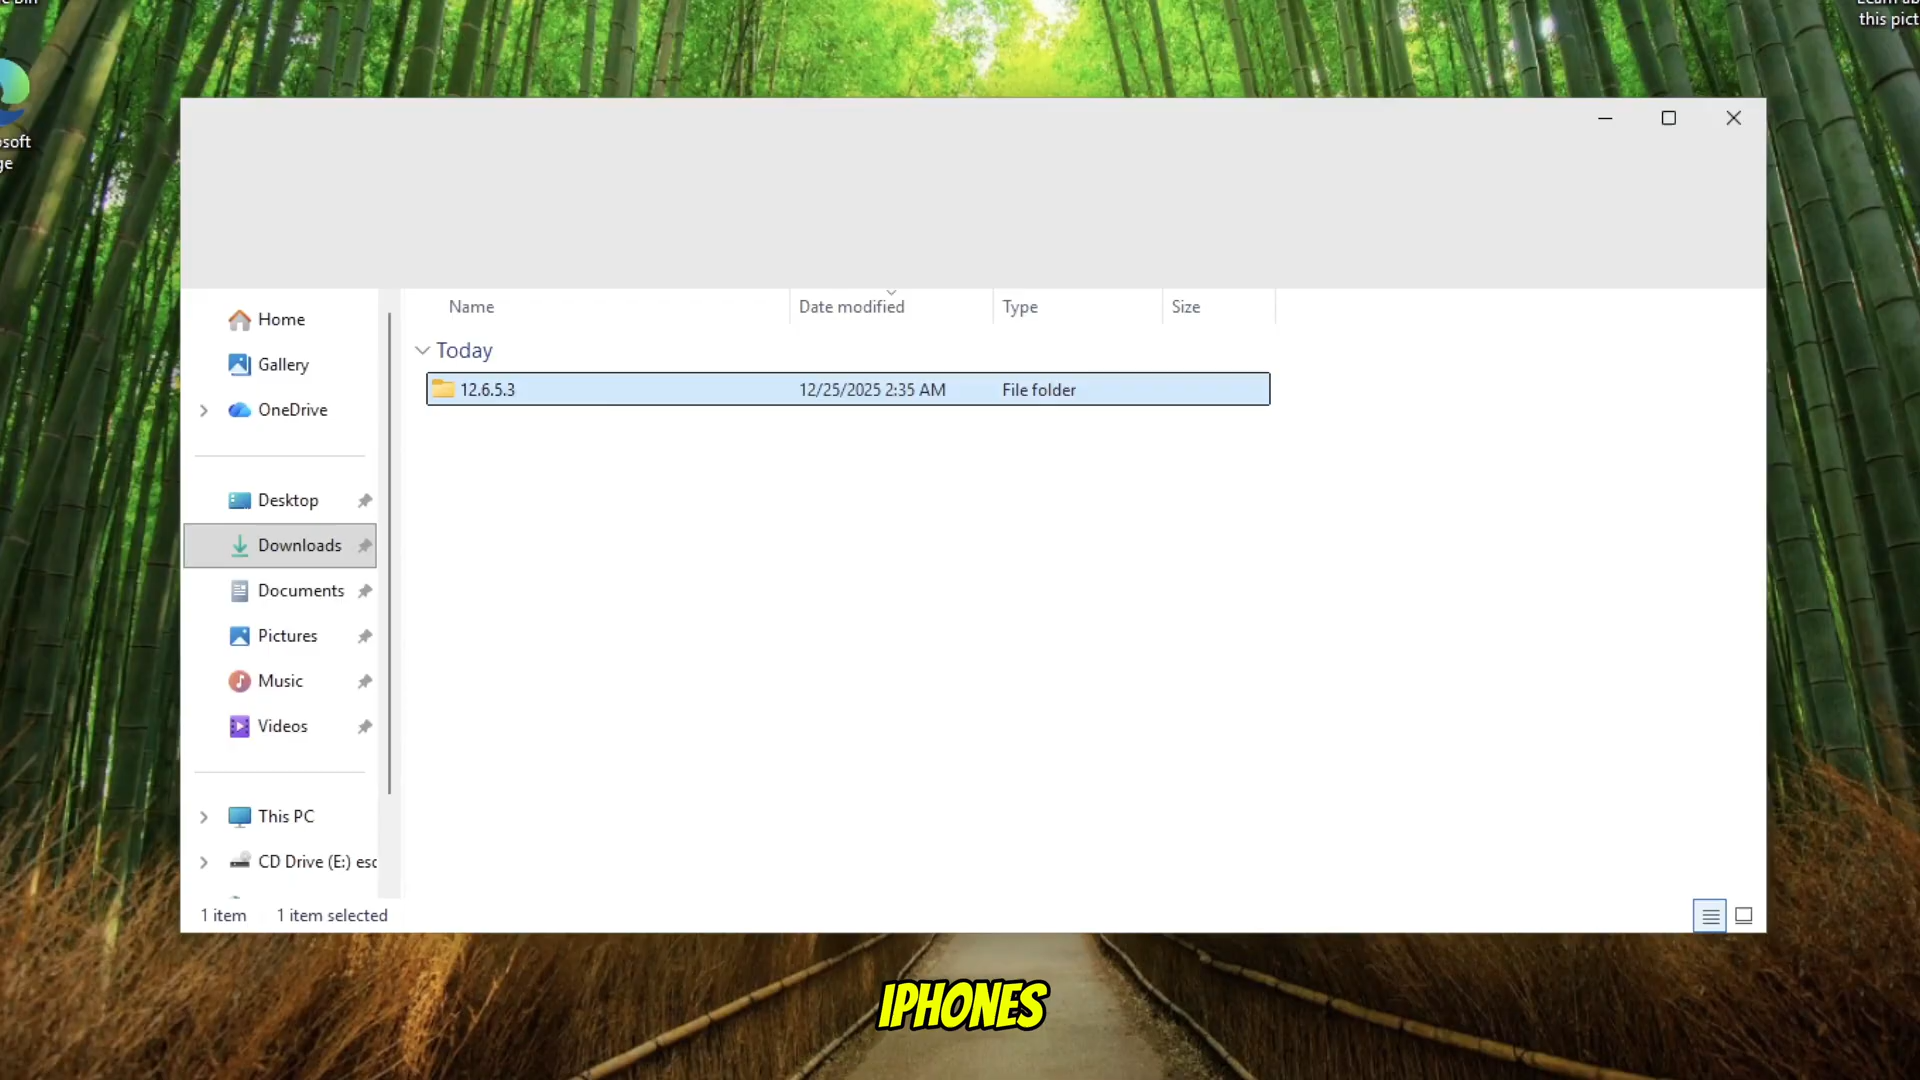 this pict
osoft
ge
Name
Date modified
Type
Size
Home
Gallery
OneDrive
Today
12.6.5.3
12/25/2025 2:35 AM
File folder
Desktop
Downloads
Documents
Pictures
Music
Videos
This PC
CD Drive (E:) esc
1 item
1 item selected
IPHONES